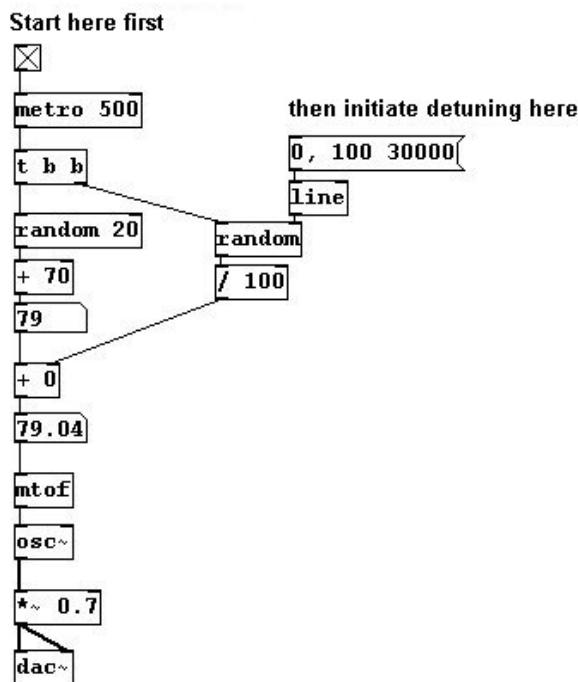 Start here first
metro 500
then initiate detuning here
0, 100 30000
t b b
line
random 20
random
+ 70
/ 100
79
+ 0
79.04
mtof
osc~
*~ 0.7
dac~